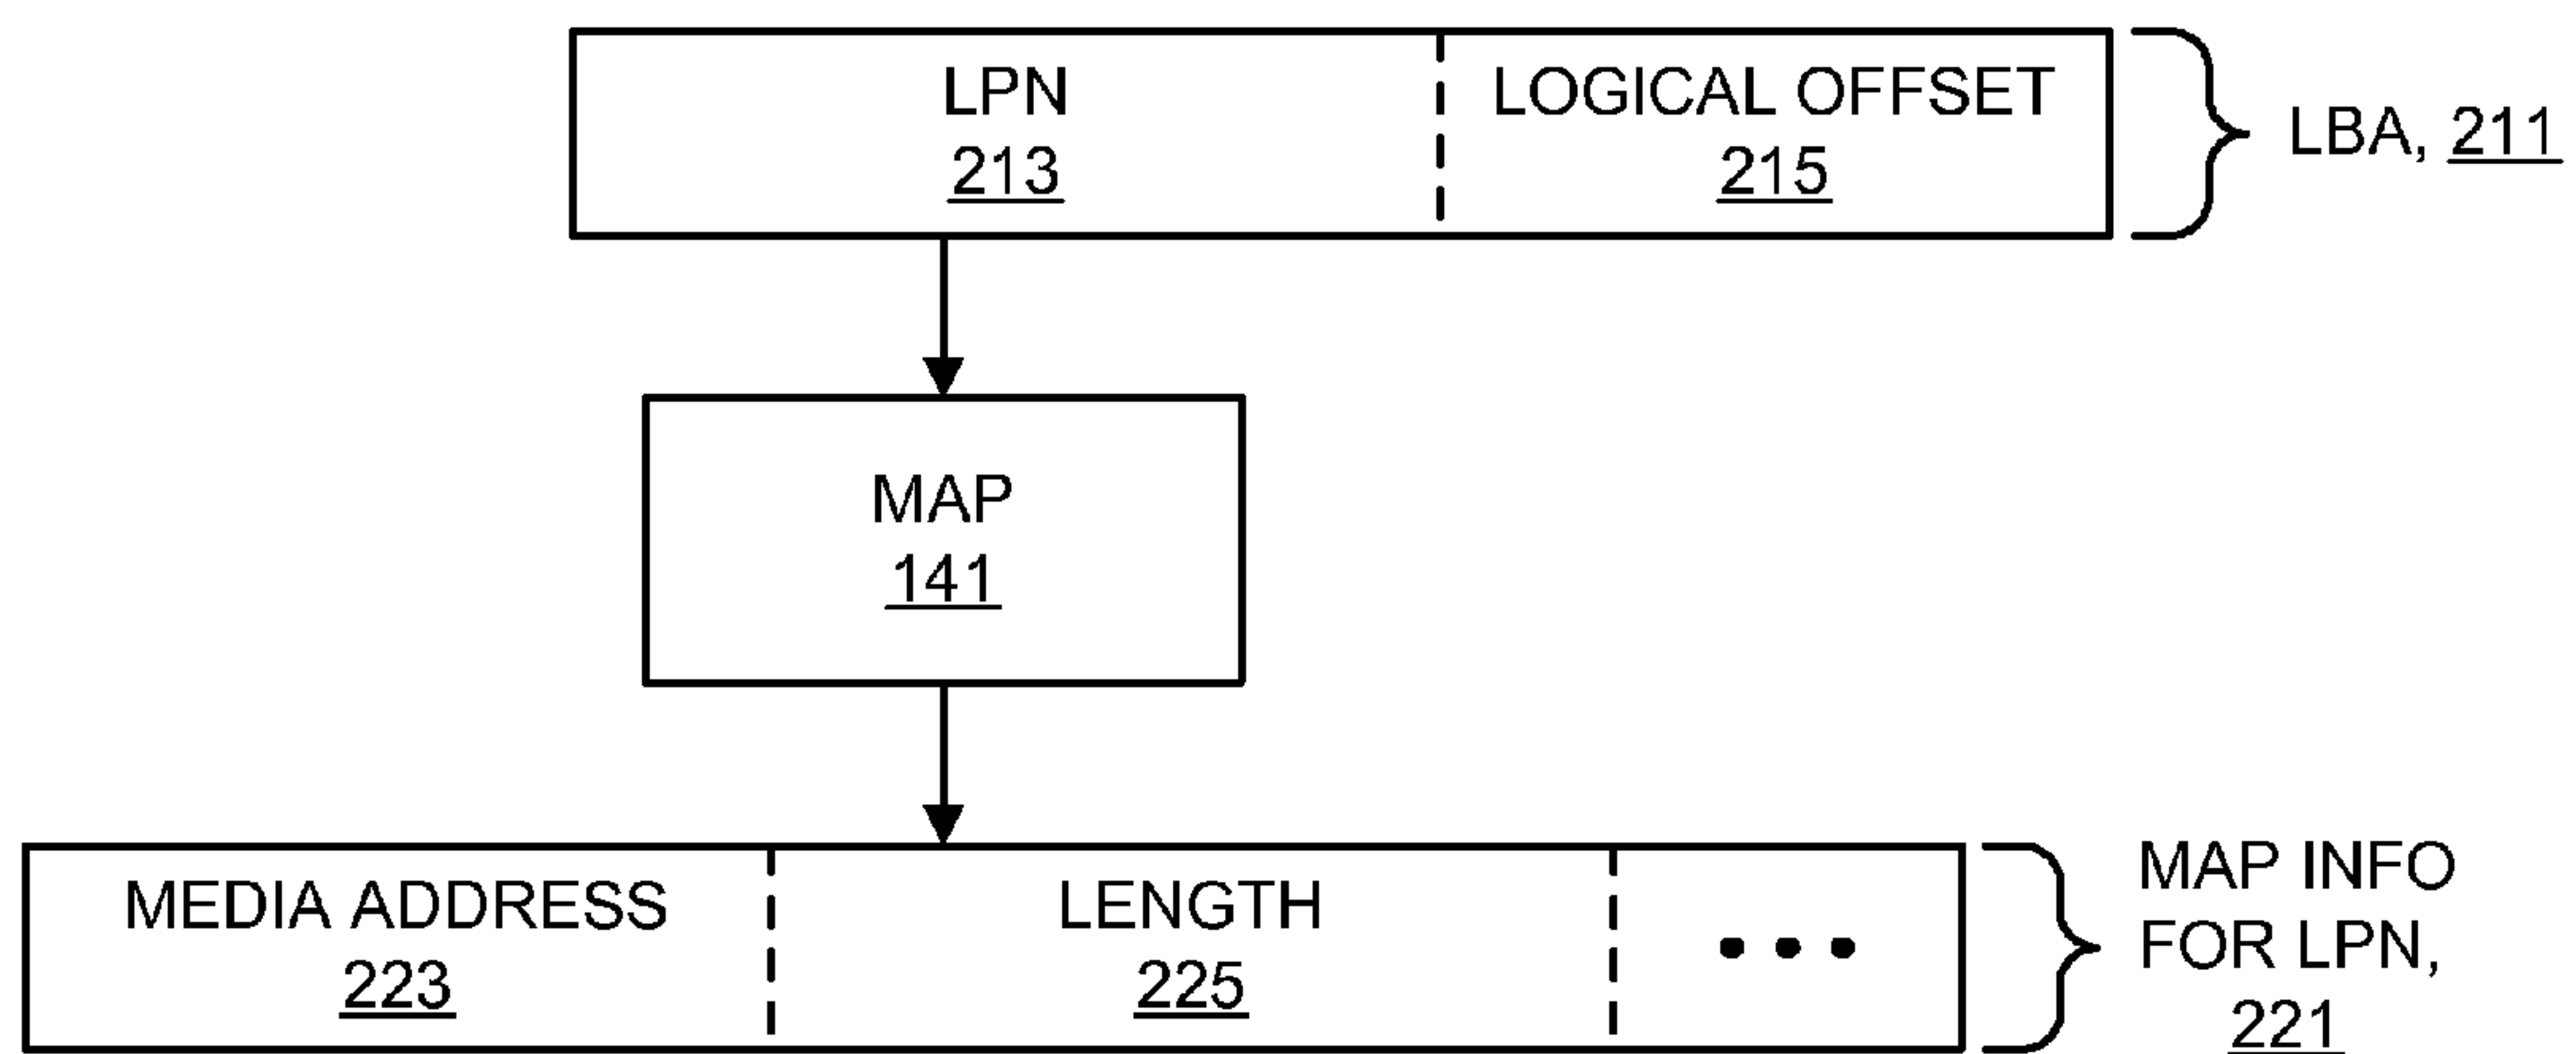 LPN
213
LOGICAL OFFSET
215
LBA, 211
MAP
141
MEDIA ADDRESS
223
LENGTH
225
•••
MAP INFO
FOR LPN,
221